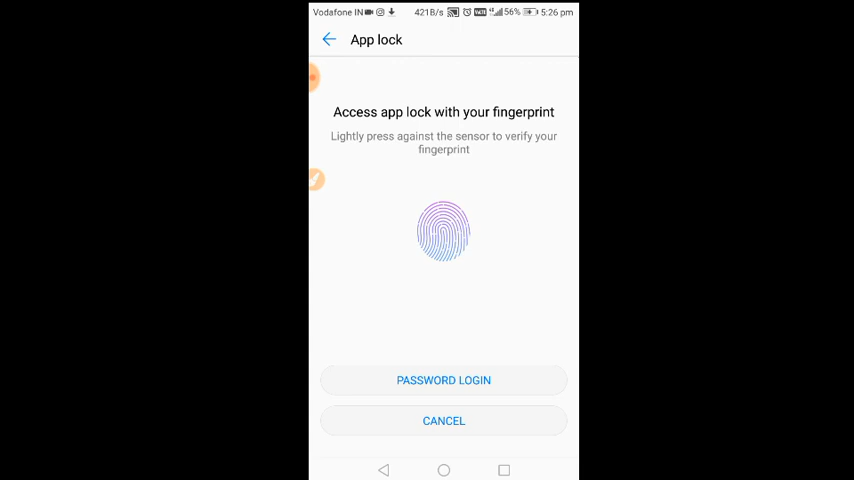 Vodafone IN 421B/s 56% 5:26 pm
App lock
Access app lock with your fingerprint
Lightly press against the sensor to verify your
fingerprint
PASSWORD LOGIN
CANCEL